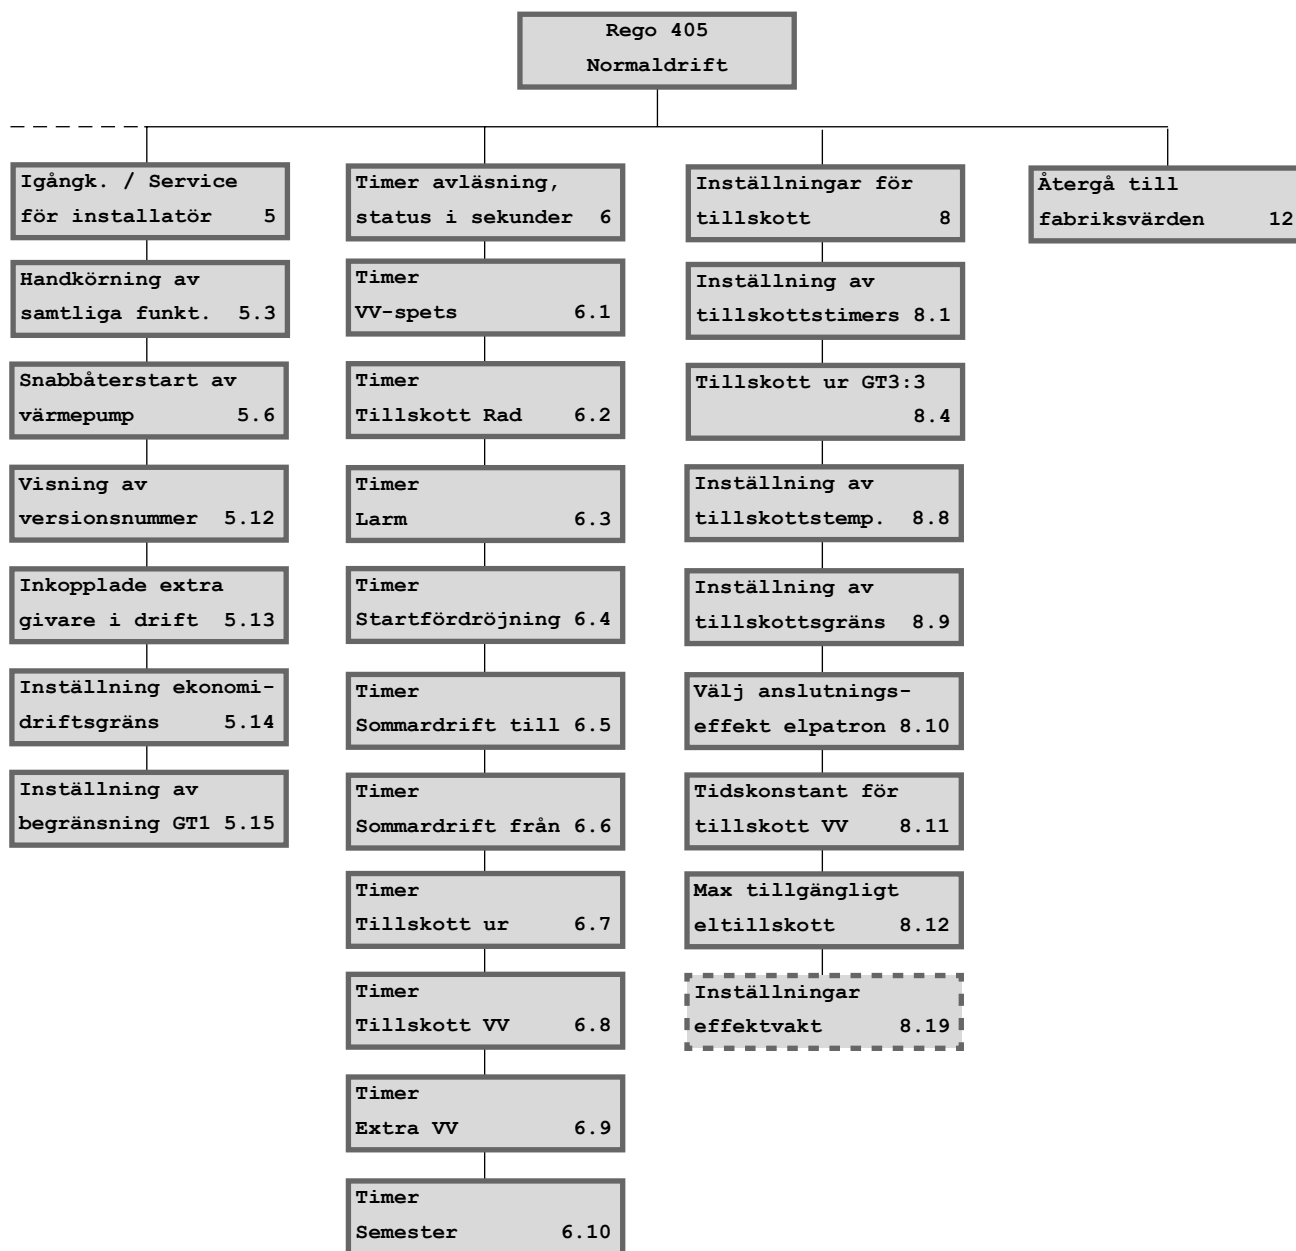 Rego 405
Normaldrift
Igångk. / Service
för installatör 5
Handkörning av
samtliga funkt. 5.3
Snabbåterstart av
värmepump 5.6
Visning av
versionsnummer 5.12
Inkopplade extra
givare i drift 5.13
Inställning ekonomi-
driftsgräns 5.14
Inställning av
begränsning GT1 5.15
Timer avläsning,
status i sekunder 6
Timer
VV-spets 6.1
Timer
Tillskott Rad 6.2
Timer
Larm 6.3
Timer
Startfördröjning 6.4
Timer
Sommardrift till 6.5
Timer
Sommardrift från 6.6
Timer
Tillskott ur 6.7
Timer
Tillskott VV 6.8
Timer
Extra VV 6.9
Timer
Semester 6.10
Inställningar för
tillskott 8
Inställning av
tillskottstimers 8.1
Tillskott ur GT3:3
8.4
Inställning av
tillskottstemp. 8.8
Inställning av
tillskottsgräns 8.9
Välj anslutnings-
effekt elpatron 8.10
Tidskonstant för
tillskott VV 8.11
Max tillgängligt
eltillskott 8.12
Inställningar
effektvakt 8.19
Återgå till
fabriksvärden 12